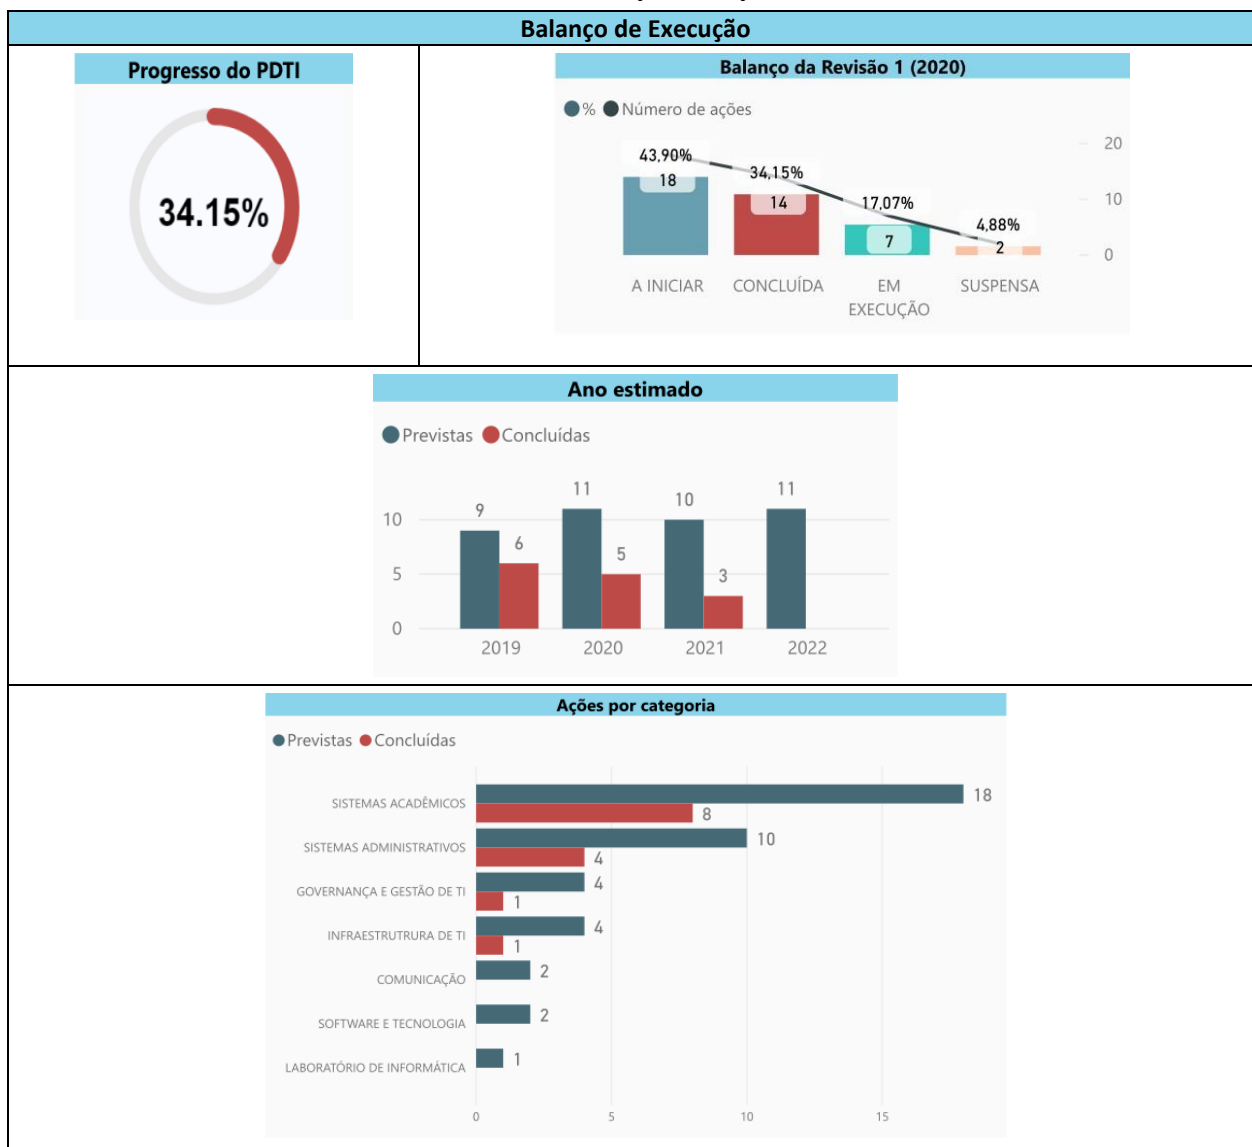 Balanço de Execução
Progresso do PDTI
34.15%
Balanço da Revisão 1 (2020)
% Número de ações
20
10
0
43,90%
34,15%
17,07%
4,88%
18
14
7
2
A INICIAR
CONCLUÍDA
EM
EXECUÇÃO
SUSPENSA
Ano estimado
Previstas Concluídas
10
5
0
9
6
11
5
10
3
11
2019
2020
2021
2022
Ações por categoria
Previstas Concluídas
SISTEMAS ACADÊMICOS
18
8
SISTEMAS ADMINISTRATIVOS
10
4
GOVERNANÇA E GESTÃO DE TI
4
1
INFRAESTRUTRURA DE TI
4
1
COMUNICAÇÃO
2
SOFTWARE E TECNOLOGIA
2
LABORATÓRIO DE INFORMÁTICA
1
0
5
10
15